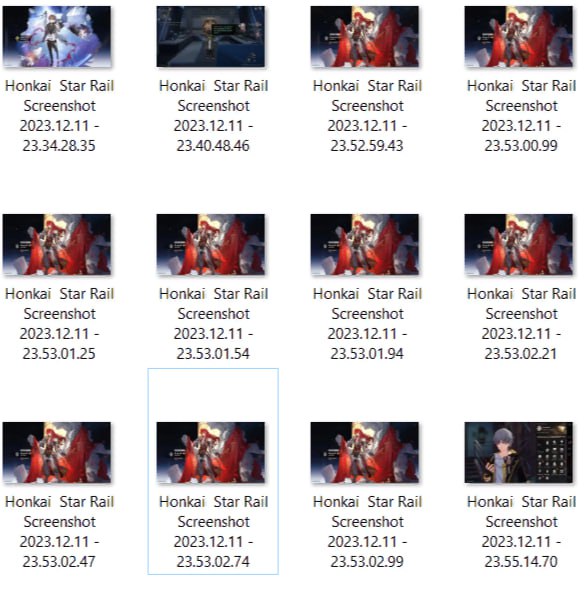 Honkai  Star Rail
Screenshot
2023.12.11 -
23.34.28.35
Honkai  Star Rail
Screenshot
2023.12.11 -
23.40.48.46
Honkai  Star Rail
Screenshot
2023.12.11 -
23.52.59.43
Honkai  Star Rail
Screenshot
2023.12.11 -
23.53.00.99
Honkai  Star Rail
Screenshot
2023.12.11 -
23.53.01.25
Honkai  Star Rail
Screenshot
2023.12.11 -
23.53.01.54
Honkai  Star Rail
Screenshot
2023.12.11 -
23.53.01.94
Honkai  Star Rail
Screenshot
2023.12.11 -
23.53.02.21
Honkai  Star Rail
Screenshot
2023.12.11 -
23.53.02.47
Honkai  Star Rail
Screenshot
2023.12.11 -
23.53.02.74
Honkai  Star Rail
Screenshot
2023.12.11 -
23.53.02.99
Honkai  Star Rail
Screenshot
2023.12.11 -
23.55.14.70